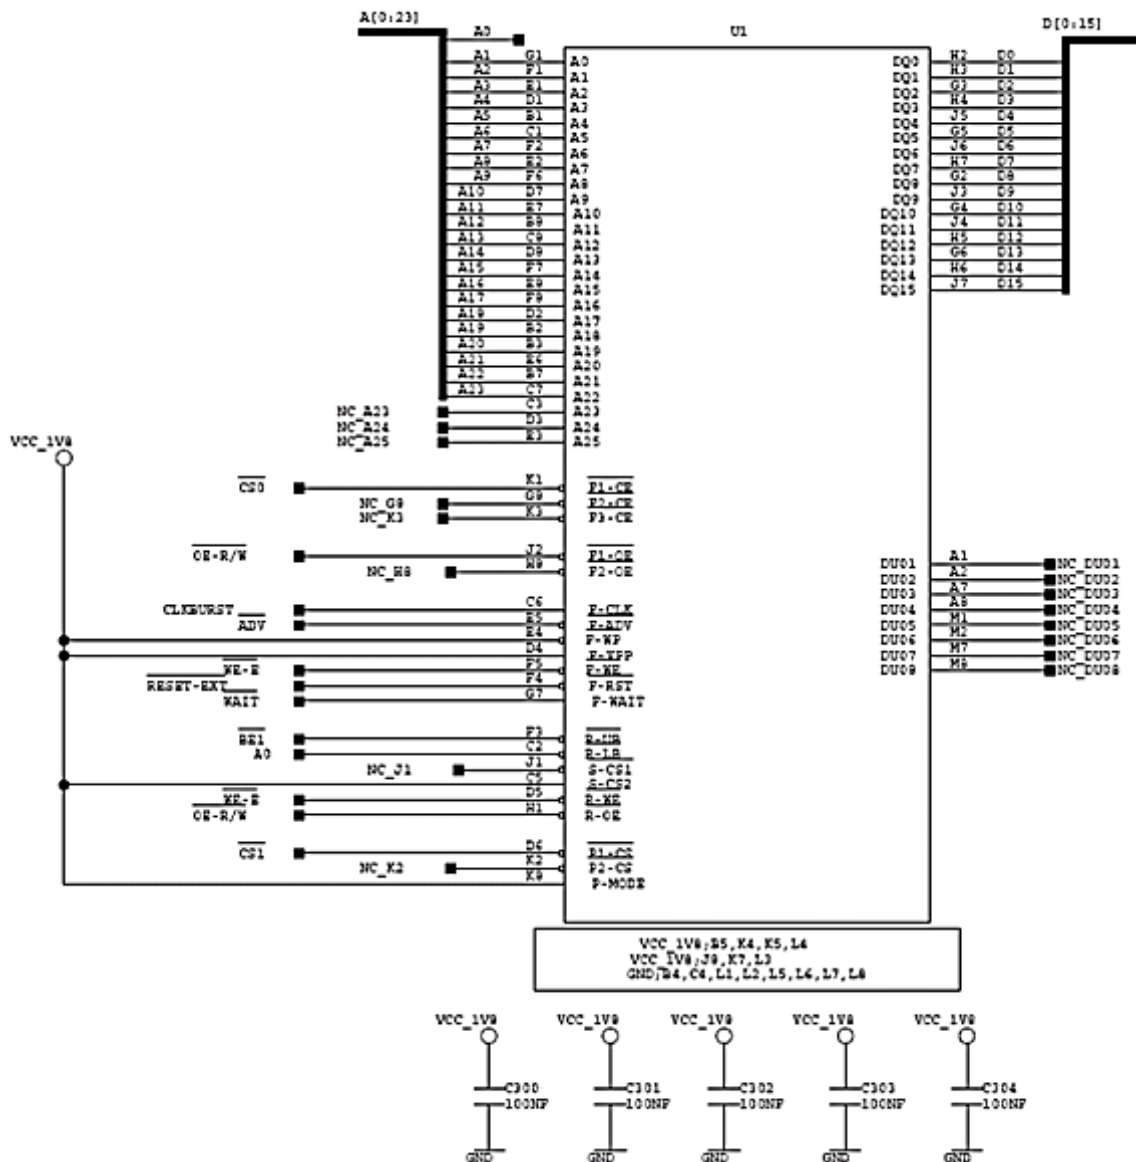 A[0:23]
D[0:15]
A0
U1
A1 G1 A0 DQ0 H2 D0
A2 F1 A1 DQ1 H3 D1
A3 E1 A2 DQ2 G3 D2
A4 D1 A3 DQ3 H4 D3
A5 B1 A4 DQ4 J5 D4
A6 C1 A5 DQ5 G5 D5
A7 F2 A6 DQ6 J6 D6
A8 E2 A7 DQ7 H7 D7
A9 F6 A8 DQ8 G2 D8
A10 D7 A9 DQ9 J3 D9
A11 E7 A10 DQ10 G4 D10
A12 B8 A11 DQ11 J4 D11
A13 C8 A12 DQ12 H5 D12
A14 D8 A13 DQ13 G6 D13
A15 F7 A14 DQ14 H6 D14
A16 E8 A15 DQ15 J7 D15
A17 F8 A16
A18 D2 A17
A19 B2 A18
A20 B3 A19
A21 E6 A20
A22 B7 A21
A23 C7 A22
NC_A23 C3 A23
NC_A24 D3 A24
NC_A25 E3 A25
VCC_1V8
CS0 K1 F1-CE
NC_G8 G8 F2-CE
NC_K3 K3 F3-CE
OE-R/W J2 F1-OE
NC_H8 H8 F2-OE
DU01 A1 NC_DU01
DU02 A2 NC_DU02
DU03 A7 NC_DU03
DU04 A8 NC_DU04
DU05 M1 NC_DU05
DU06 M2 NC_DU06
DU07 M7 NC_DU07
DU08 M8 NC_DU08
CLKBURST C6 F-CLK
ADV E5 F-ADV
E4 F-WP
D4 F-VPP
WE-E F5 F-WE
RESET-EXT F4 F-RST
WAIT G7 F-WAIT
BE1 F3 R-UB
A0 C2 R-LB
NC_J1 J1 S-CS1
C5 S-CS2
WE-E D5 R-WE
OE-R/W H1 R-OE
CS1 D6 P1-CS
NC_K2 K2 P2-CS
K8 P-MODE
VCC_1V8;B5,K4,K5,L4
VCC_1V8;J8,K7,L3
GND;B4,C4,L1,L2,L5,L6,L7,L8
VCC_1V8 VCC_1V8 VCC_1V8 VCC_1V8 VCC_1V8
C300 C301 C302 C303 C304
100NF 100NF 100NF 100NF 100NF
GND GND GND GND GND